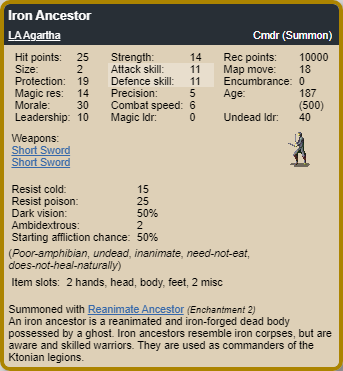 Iron Ancestor
LA Agartha Cmdr (Summon)
Hit points: 25 Strength: 14 Rec points: 10000
Size: 2 Attack skill: 11 Map move: 18
Protection: 19 Defence skill: 11 Encumbrance: 0
Magic res: 14 Precision: 5 Age: 187
Morale: 30 Combat speed: 6 (500)
Leadership: 10 Magic ldr: 0 Undead ldr: 40
Weapons:
Short Sword
Short Sword
Resist cold: 15
Resist poison: 25
Dark vision: 50%
Ambidextrous: 2
Starting affliction chance: 50%
(Poor-amphibian, undead, inanimate, need-not-eat,
does-not-heal-naturally)
Item slots: 2 hands, head, body, feet, 2 misc
Summoned with Reanimate Ancestor (Enchantment 2)
An iron ancestor is a reanimated and iron-forged dead body
possessed by a ghost. Iron ancestors resemble iron corpses, but are
aware and skilled warriors. They are used as commanders of the
Ktonian legions.